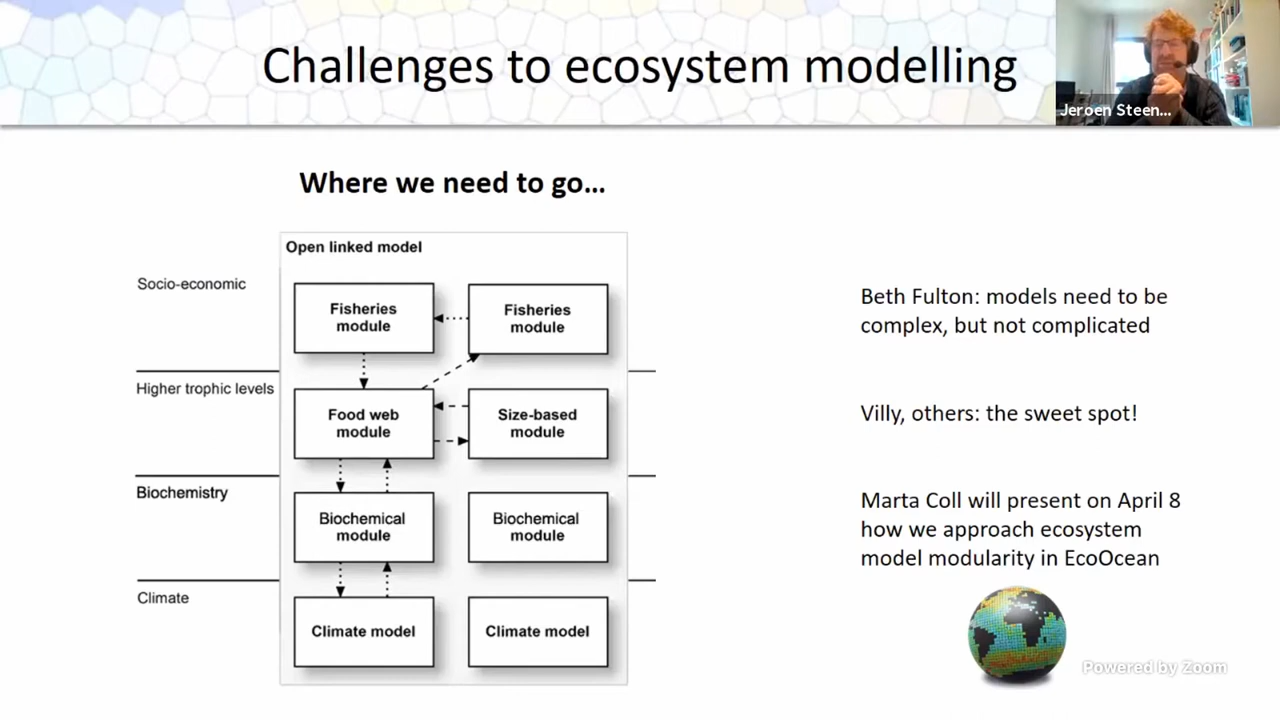 Challenges to ecosystem modelling
Jeroen Steen...
Where we need to go...
Open linked model
Socio-economic
Fisheries
module
Fisheries
module
Higher trophic levels
Food web
module
Size-based
module
Biochemistry
Biochemical
module
Biochemical
module
Climate
Climate model
Climate model
Beth Fulton: models need to be
complex, but not complicated
Villy, others: the sweet spot!
Marta Coll will present on April 8
how we approach ecosystem
model modularity in EcoOcean
Powered by Zoom